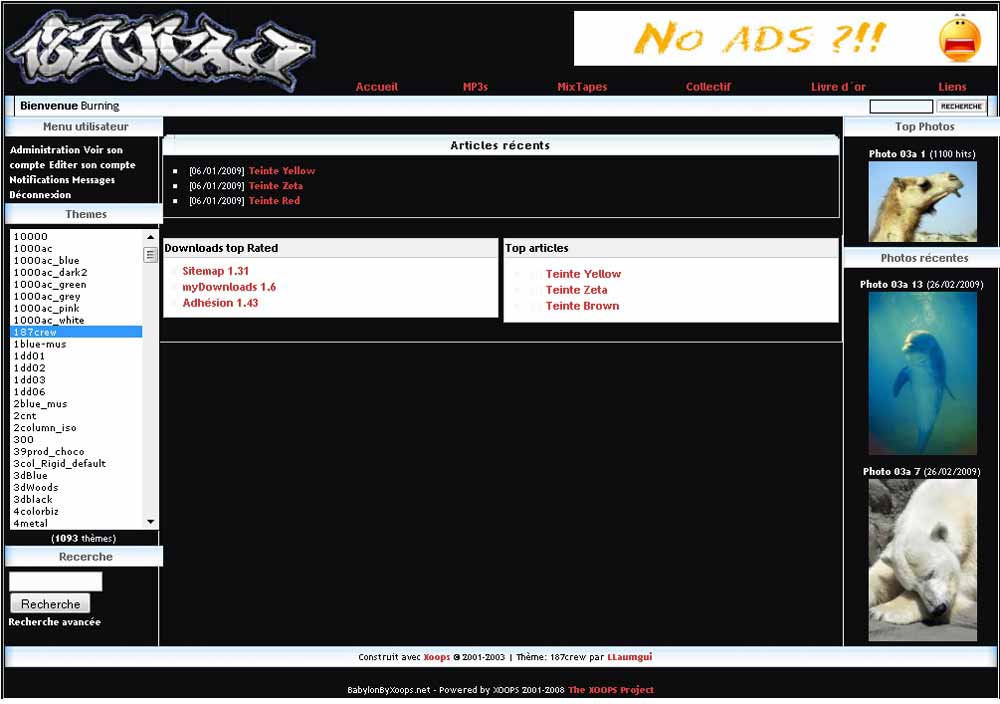 187CREW
NO ADS ?!!
Accueil MP3s MixTapes Collectif Livre d´or Liens
Bienvenue Burning
RECHERCHE
Menu utilisateur
Administration Voir son
compte Editer son compte
Notifications Messages
Déconnexion
Themes
10000
1000ac
1000ac_blue
1000ac_dark2
1000ac_green
1000ac_grey
1000ac_pink
1000ac_white
187crew
1blue-mus
1dd01
1dd02
1dd03
1dd06
2blue_mus
2cnt
2column_iso
300
39prod_choco
3col_Rigid_default
3dBlue
3dWoods
3dblack
4colorbiz
4metal
(1093 thèmes)
Recerche
Recherche
Recherche avancée
Articles récents
[06/01/2009] Teinte Yellow
[06/01/2009] Teinte Zeta
[06/01/2009] Teinte Red
Downloads top Rated
Sitemap 1.31
myDownloads 1.6
Adhésion 1.43
Top articles
Teinte Yellow
Teinte Zeta
Teinte Brown
Top Photos
Photo 03a 1 (1100 hits)
Photos récentes
Photo 03a 13 (26/02/2009)
Photo 03a 7 (26/02/2009)
Construit avec Xoops © 2001-2003 | Thème: 187crew par LLaumgui
BabylonByXoops.net - Powered by XOOPS 2001-2008 The XOOPS Project